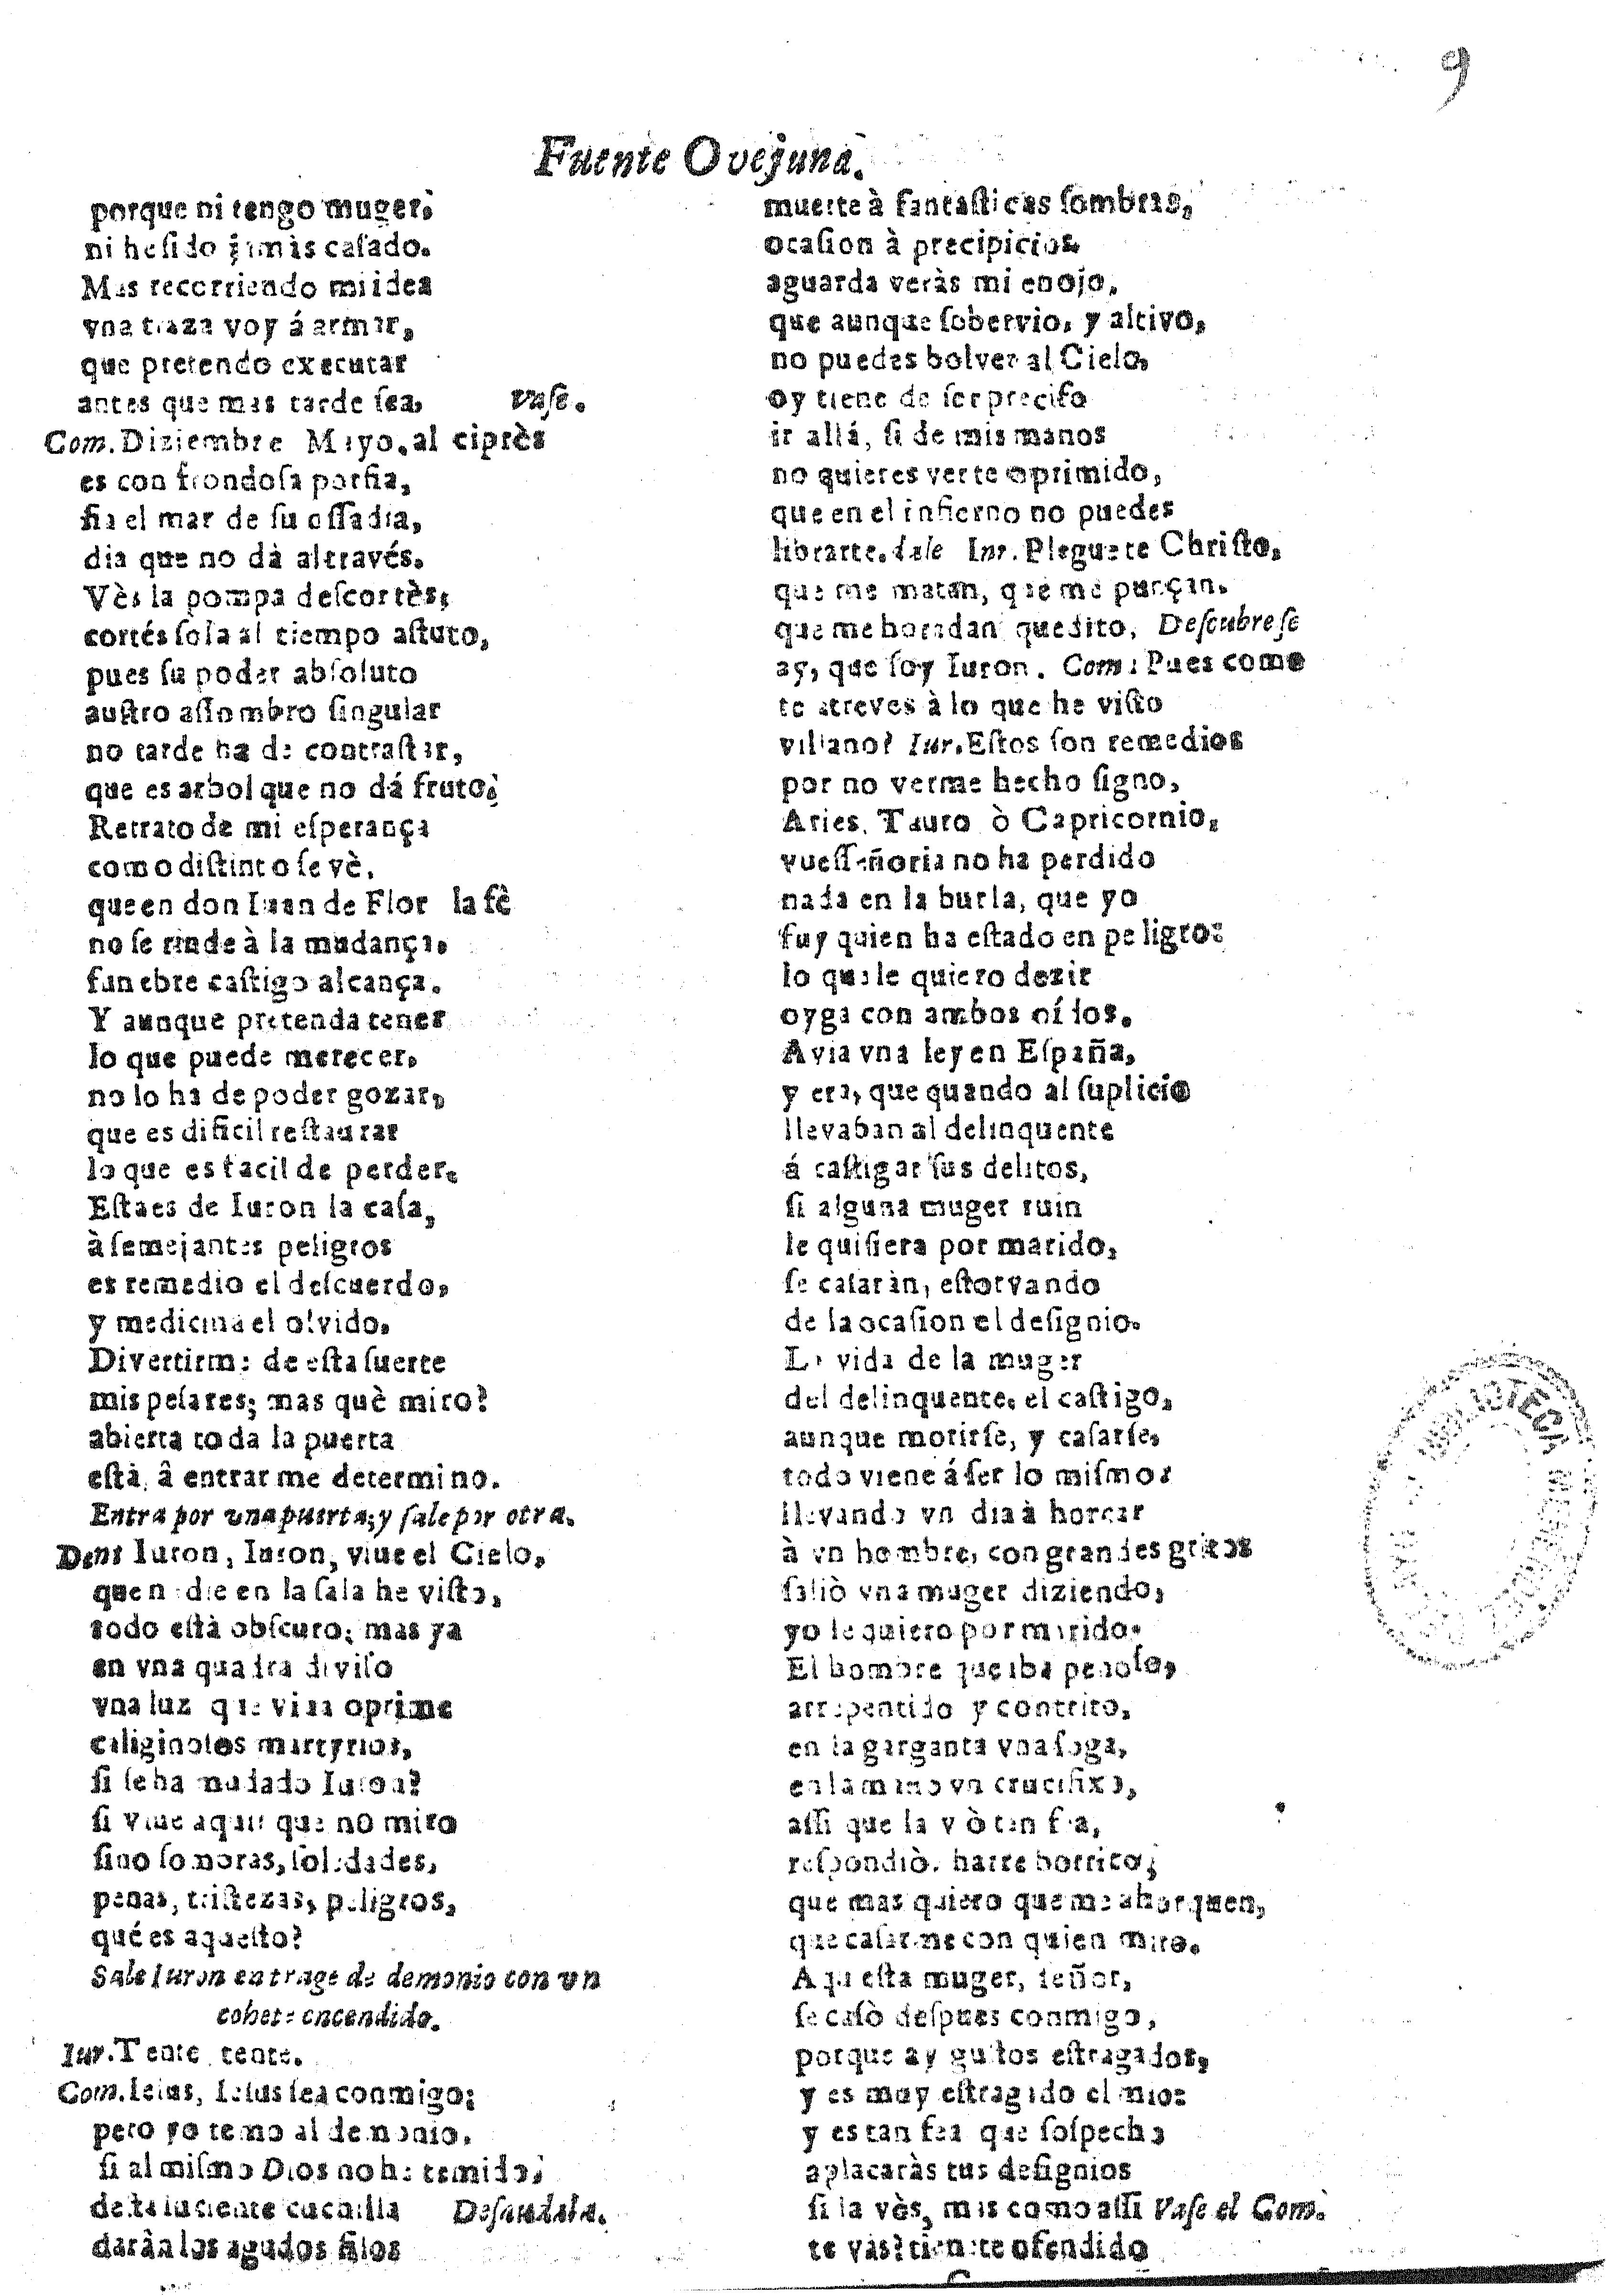 9
Fuente Ovejuna.
porque ni tengo muger,
ni he sido jamàs casado.
Mas recorriendo mi idea
vna traza voy á armar,
que pretendo executar
antes que mas tarde sea. Vase.
Com. Diziembre Mayo, al ciprès
es con frondosa porfia,
fia el mar de su ossadia,
dia que no dà altravés.
Vès la pompa descortès,
cortés sola al tiempo astuto,
pues su poder absoluto
austro assombro singular
no tarde ha de contrastar,
que es arbol que no dá fruto,
Retrato de mi esperança
como distinto se vè.
que en don Iuan de Flor la fê
no se rinde à la mudança.
funebre castigo alcança.
Y aunque pretenda tener
lo que puede merecer.
no lo ha de poder gozar,
que es dificil restaurar
lo que es facil de perder.
Esta es de Iuron la casa,
à semejantes peligros
es remedio el descuerdo,
y medicina el olvido.
Divertirme de esta suerte
mis pesares; mas què miro?
abierta toda la puerta
està, â entrar me determino.
Entra por vna puerta, y sale por otra.
Dent Iuron, Iuron, viue el Cielo,
que nadie en la sala he visto,
todo està obscuro; mas ya
en vna quadra diviso
vna luz que viua oprime
caliginosos martyrios,
si se ha mudado Iuron?
si viue aqui? que no miro
sino sombras, soledades,
penas, tristezas, peligros,
qué es aquesto?
Sale Iuron en trage de demonio con vn
cohete encendido.
Iur. Tente, tente.
Com. Iesus, Iesus sea conmigo;
pero yo temo al demonio.
si al mismo Dios no he temido,
de esta luciente cuchilla Desnudala.
darà a los agudos filos
muerte à fantasticas sombras,
ocasion à precipicios
aguarda veràs mi enojo,
que aunque sobervio, y altivo,
no puedes bolver al Cielo,
oy tiene de ser preciso
ir allá, si de mis manos
no quieres verte oprimido,
que en el infierno no puedes
librarte. dale Iur. Pleguete Christo,
que me matan, que me punçan.
que me horadan quedito, Descubrese
ay, que soy Iuron. Com. Pues como
te atreves à lo que he visto
villano? Iur. Estos son remedios
por no verme hecho signo,
Aries, Tauro ò Capricornio,
vuesseñoria no ha perdido
nada en la burla, que yo
fuy quien ha estado en peligro:
lo que le quiero dezir
oyga con ambos oídos.
Avia vna ley en España,
y era, que quando al suplicio
llevaban al delinquente
á castigar sus delitos,
si alguna muger ruin
le quisiera por marido,
se casaràn, estorvando
de la ocasion el designio.
La vida de la muger
del delinquente, el castigo,
aunque morirse, y casarse,
todo viene á ser lo mismo:
llevando vn dia à horcar
à vn hombre, con grandes gritos
saliò vna muger diziendo,
yo le quiero por marido.
El hombre que iba penoso,
arrepentido y contrito,
en la garganta vna soga,
en la mano vn crucifixo,
assi que la viò tan fea,
respondiò, harre borrico,
que mas quiero que me ahorquen,
que casarme con quien miro.
Aquesta muger, señor,
se casò despues conmigo,
porque ay gustos estragados,
y es muy estragado el mio:
y es tan fea que sospecho
aplacaràs tus designios
si la vès, mas como assi Vase el Com.
te vas? tiente ofendido
BIBLIOTECA